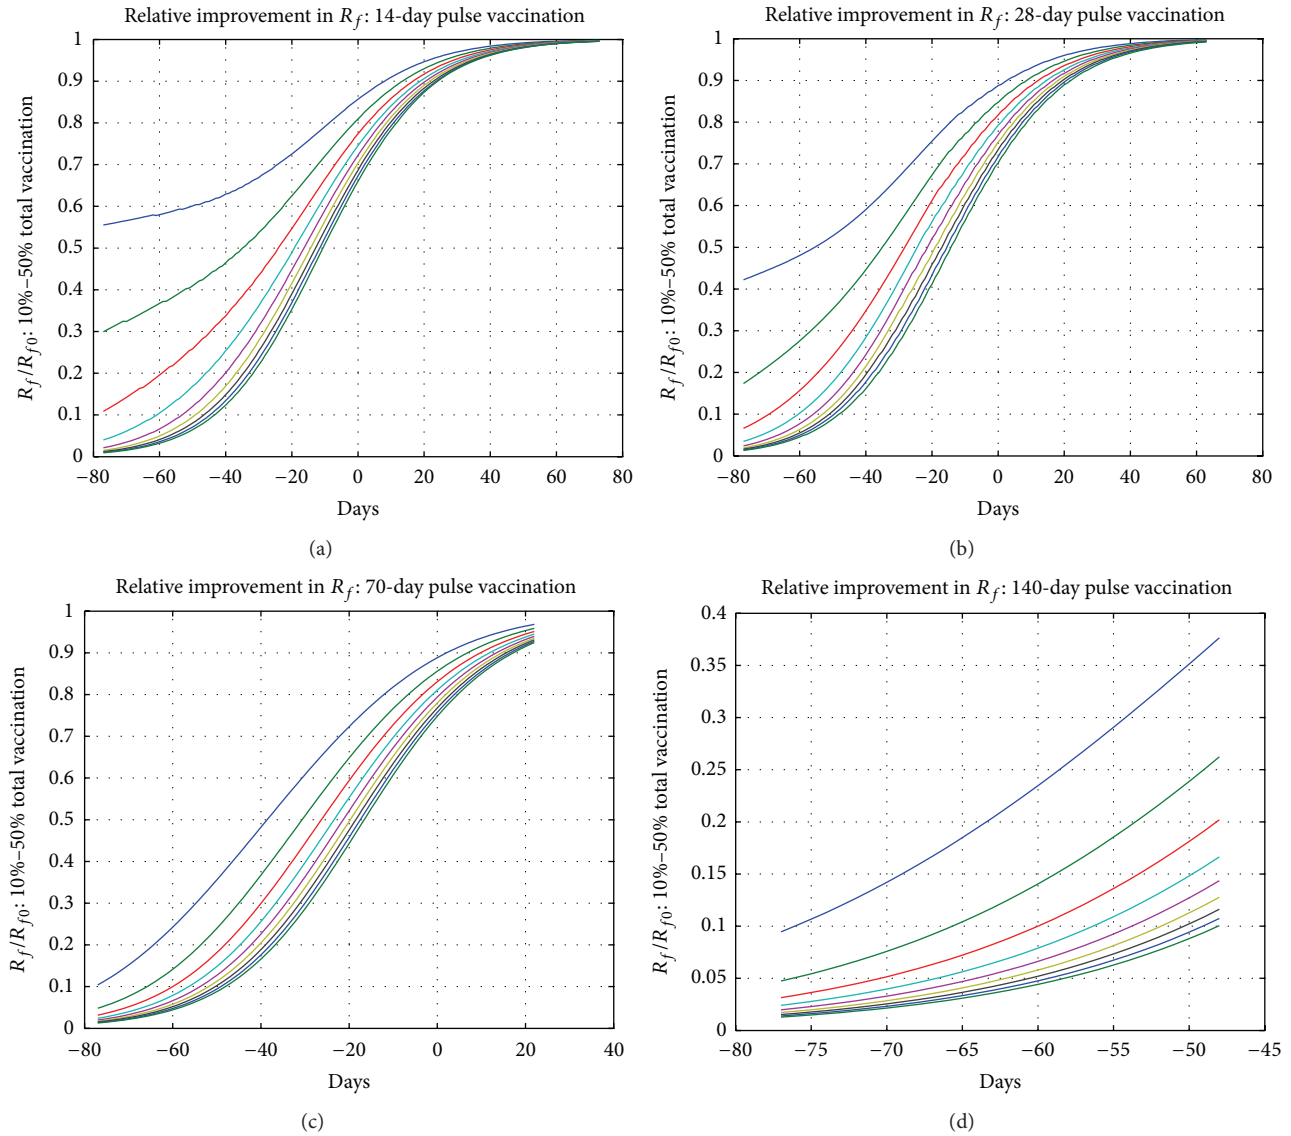 Relative improvement in R_f: 14-day pulse vaccination
R_f/R_f0: 10%–50% total vaccination
1
0.9
0.8
0.7
0.6
0.5
0.4
0.3
0.2
0.1
0
−80 −60 −40 −20 0 20 40 60 80
Days
(a)
Relative improvement in R_f: 28-day pulse vaccination
R_f/R_f0: 10%–50% total vaccination
1
0.9
0.8
0.7
0.6
0.5
0.4
0.3
0.2
0.1
0
−80 −60 −40 −20 0 20 40 60 80
Days
(b)
Relative improvement in R_f: 70-day pulse vaccination
R_f/R_f0: 10%–50% total vaccination
1
0.9
0.8
0.7
0.6
0.5
0.4
0.3
0.2
0.1
0
−80 −60 −40 −20 0 20 40
Days
(c)
Relative improvement in R_f: 140-day pulse vaccination
R_f/R_f0: 10%–50% total vaccination
0.4
0.35
0.3
0.25
0.2
0.15
0.1
0.05
0
−80 −75 −70 −65 −60 −55 −50 −45
Days
(d)